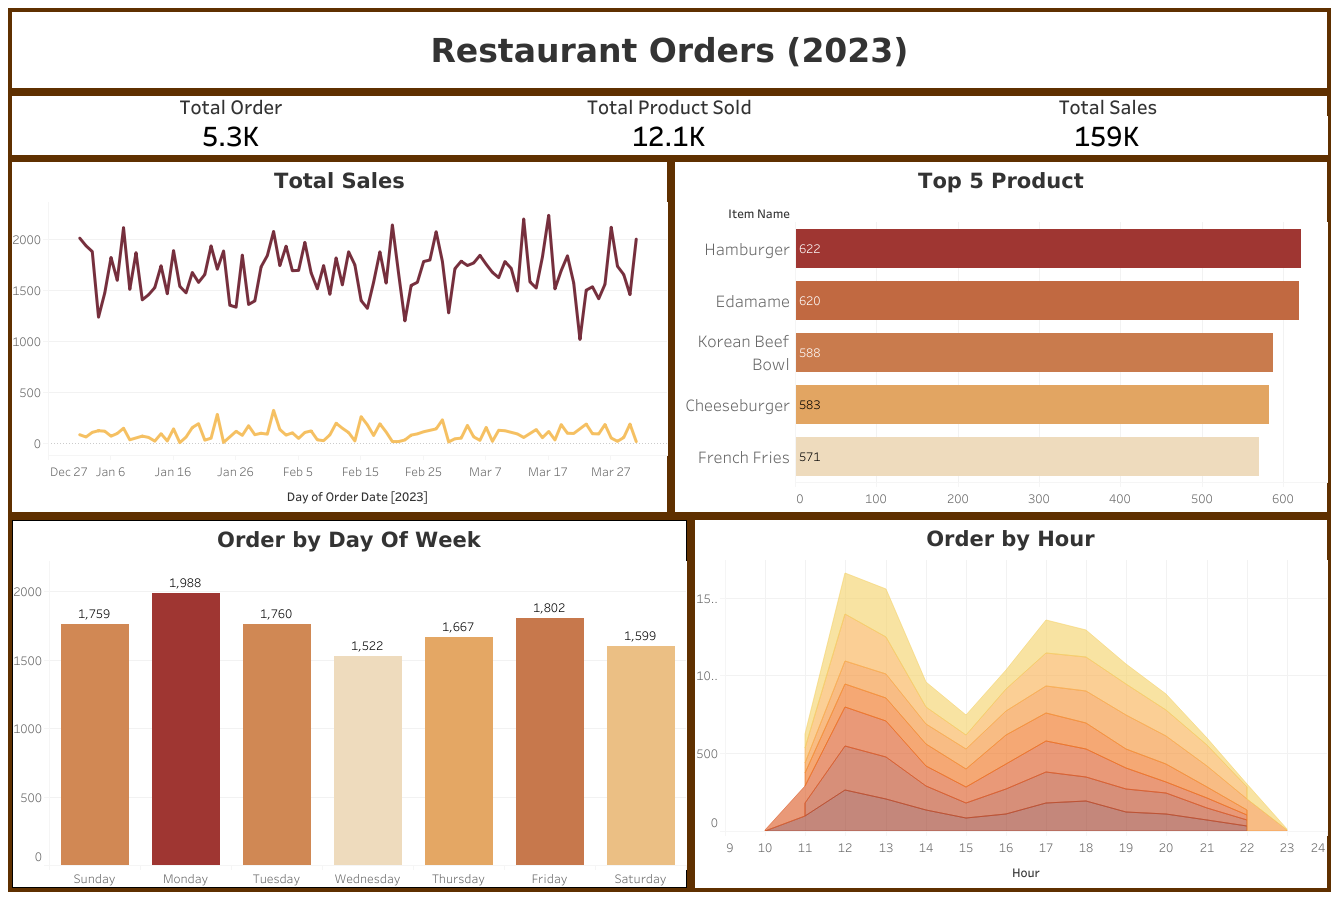 Restaurant Orders (2023)
Total Order
5.3K
Total Product Sold
12.1K
Total Sales
159K
Total Sales
2000
1500
1000
500
0
Dec 27 Jan 6 Jan 16 Jan 26 Feb 5 Feb 15 Feb 25 Mar 7 Mar 17 Mar 27
Day of Order Date [2023]
Top 5 Product
Item Name
Hamburger 622
Edamame 620
Korean Beef
Bowl 588
Cheeseburger 583
French Fries 571
0 100 200 300 400 500 600
Order by Day Of Week
2000
1500
1000
500
0
1,759 1,988 1,760 1,522 1,667 1,802 1,599
Sunday Monday Tuesday Wednesday Thursday Friday Saturday
Order by Hour
15..
10..
500
0
9 10 11 12 13 14 15 16 17 18 19 20 21 22 23 24
Hour